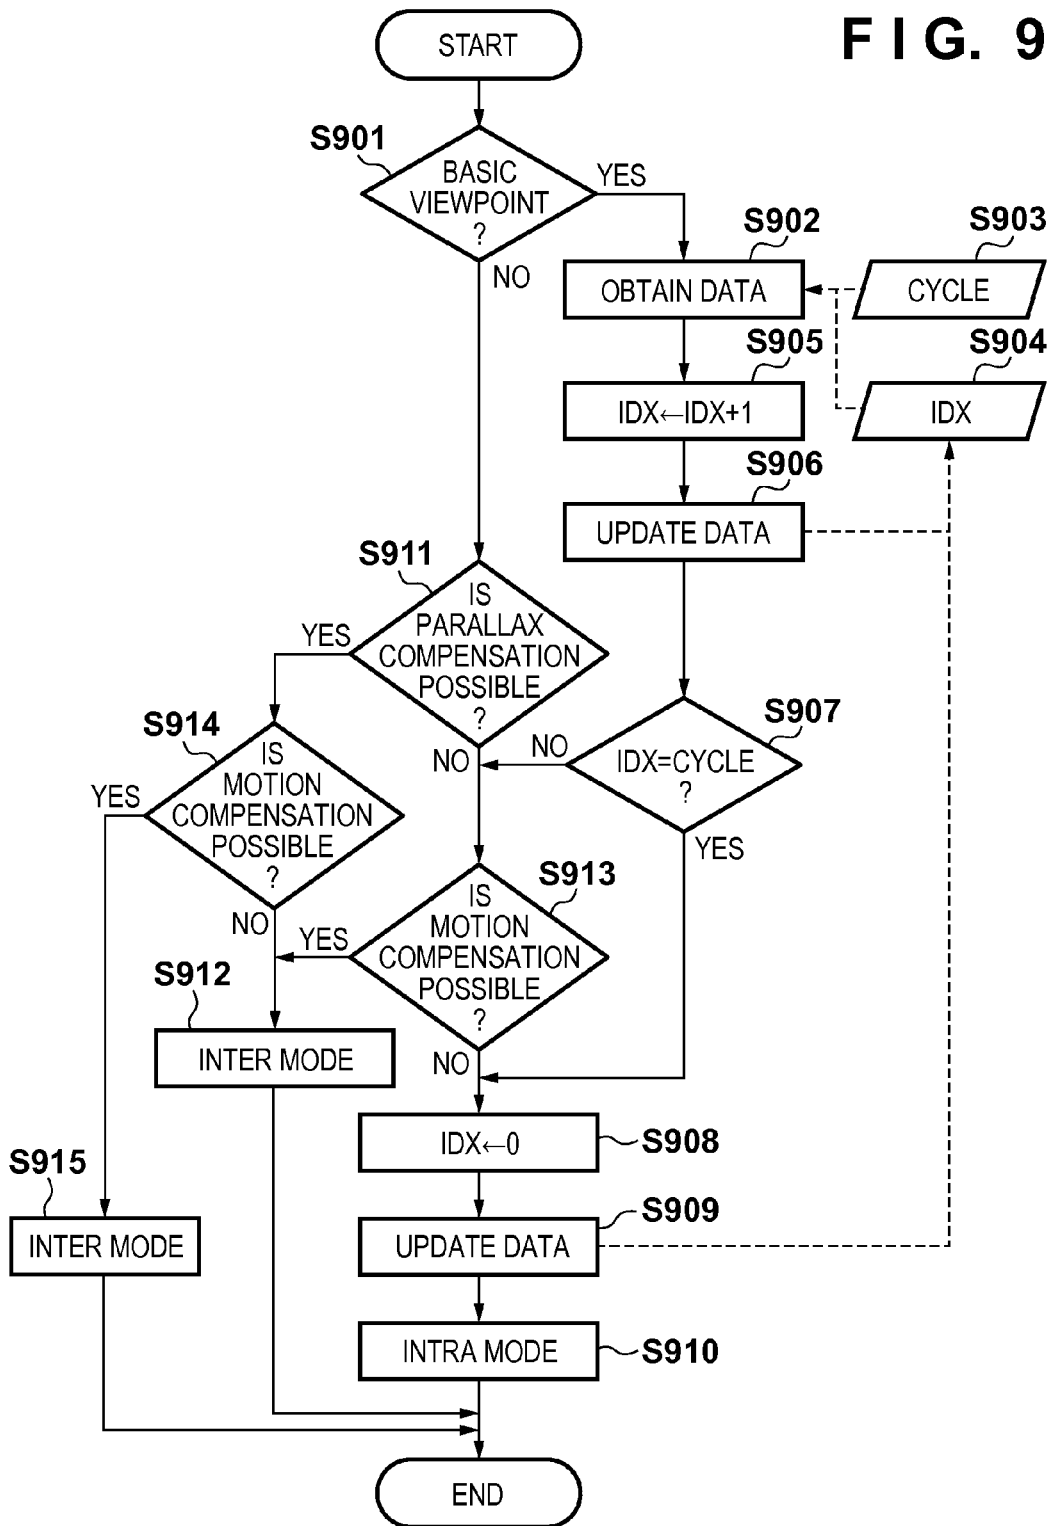 FIG. 9
START
S901
BASIC
VIEWPOINT
?
YES
NO
S902
OBTAIN DATA
S903
CYCLE
S905
IDX←IDX+1
S904
IDX
S906
UPDATE DATA
S911
IS
PARALLAX
COMPENSATION
POSSIBLE
?
YES
NO
S907
IDX=CYCLE
?
NO
YES
S914
IS
MOTION
COMPENSATION
POSSIBLE
?
YES
NO
S913
IS
MOTION
COMPENSATION
POSSIBLE
?
YES
NO
S912
INTER MODE
IDX←0
S908
S915
INTER MODE
S909
UPDATE DATA
INTRA MODE
S910
END